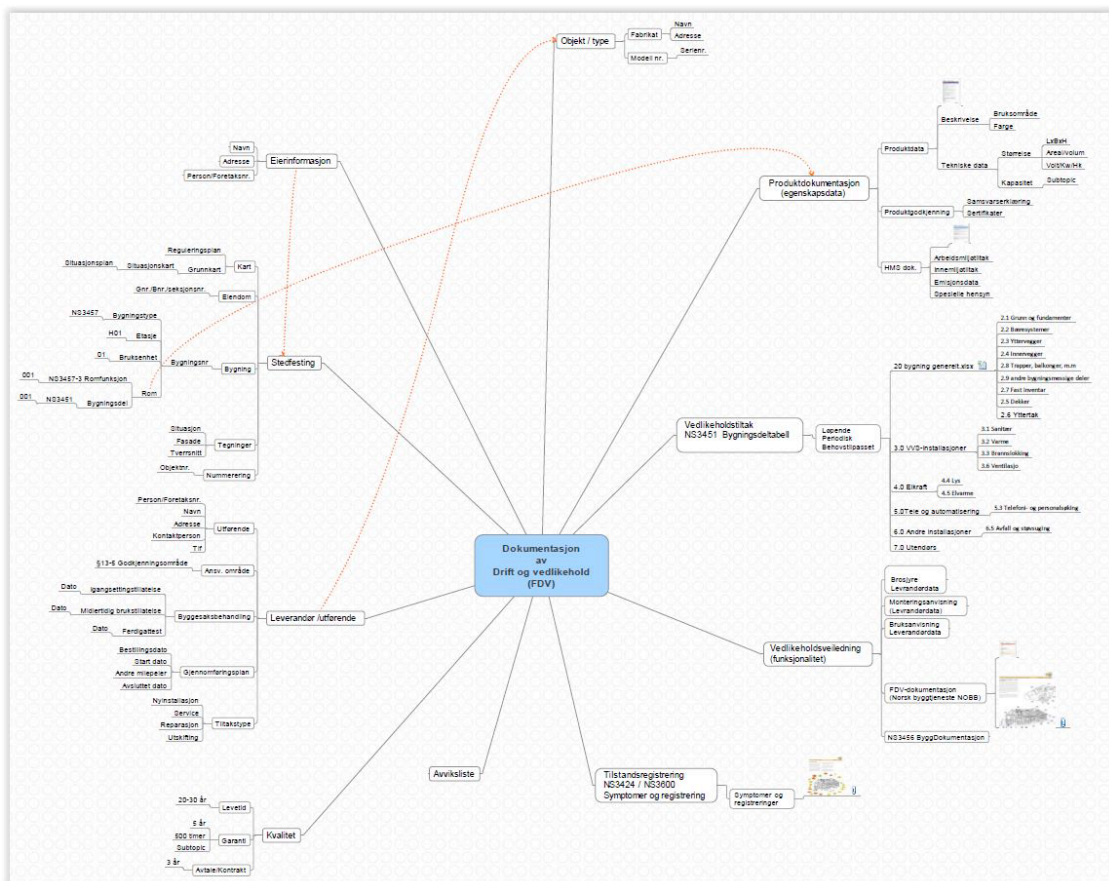 Objekt / type
Fabrikat
Navn
Adresse
Modell nr.
Serienr.
Eierinformasjon
Navn
Adresse
Person/Foretaksnr.
Produktdokumentasjon
(egenskapsdata)
Produktdata
Beskrivelse
Bruksområde
Farge
Tekniske data
Størrelse
LxBxH
Areal/volum
Volt/Kw/Hk
Kapasitet
Subtopic
Produktgodkjenning
Samsvarserklæring
Sertifikater
HMS dok.
Arbeidsmiljøtiltak
Innemiljøtiltak
Emisjonsdata
Spesielle hensyn
Stedfesting
Kart
Reguleringsplan
Grunnkart
Situasjonskart
Situasjonsplan
Eiendom
Gnr./Bnr./seksjonsnr.
Bygning
Bygningsnr
Bygningstype
NS3457
Etasje
H01
Bruksenhet
01
Rom
NS3457-3 Romfunksjon
001
Bygningsdel
NS3451
001
Tegninger
Situasjon
Fasade
Tverrsnitt
Nummerering
Objektnr.
Vedlikeholdstiltak
NS3451 Bygningsdeltabell
Løpende
Periodisk
Behovstilpasset
20 bygning generelt.xlsx
2.1 Grunn og fundamenter
2.2 Bæresystemer
2.3 Yttervegger
2.4 Innervegger
2.8 Trapper, balkonger, m.m
2.9 andre bygningsmessige deler
2.7 Fast inventar
2.5 Dekker
2.6 Yttertak
3.0 VVS-installasjoner
3.1 Sanitær
3.2 Varme
3.3 Brannslokking
3.6 Ventilasjo
4.0 Elkraft
4.4 Lys
4.5 Elvarme
5.0Tele og automatisering
5.3 Telefoni- og personalsøking
6.0 Andre installasjoner
6.5 Avfall og støvsuging
7.0 Utendørs
Dokumentasjon
av
Drift og vedlikehold
(FDV)
Leverandør /utførende
Utførende
Person/Foretaksnr.
Navn
Adresse
Kontaktperson
Tlf
Ansv. område
§13-5 Godkjenningsområde
Byggesaksbehandling
Igangsettingstilatelse
Dato
Midlertidig brukstilatelse
Dato
Ferdigattest
Dato
Gjennomføringsplan
Bestillingsdato
Start dato
Andre milepæler
Avsluttet dato
Tiltakstype
Nyinstallasjon
Service
Reparasjon
Utskifting
Vedlikeholdsveiledning
(funksjonalitet)
Brosjyre
Levrandørdata
Monteringsanvisning
(Levrandørdata)
Bruksanvisning
Leverandørdata
FDV-dokumentasjon
(Norsk byggtjeneste NOBB)
NS3456 ByggDokumentasjon
Avviksliste
Tilstandsregistrering
NS3424 / NS3600
Symptomer og registrering
Symptomer og
registreringer
Kvalitet
Levetid
20-30 år
Garanti
5 år
500 timer
Subtopic
Avtale/Kontrakt
3 år